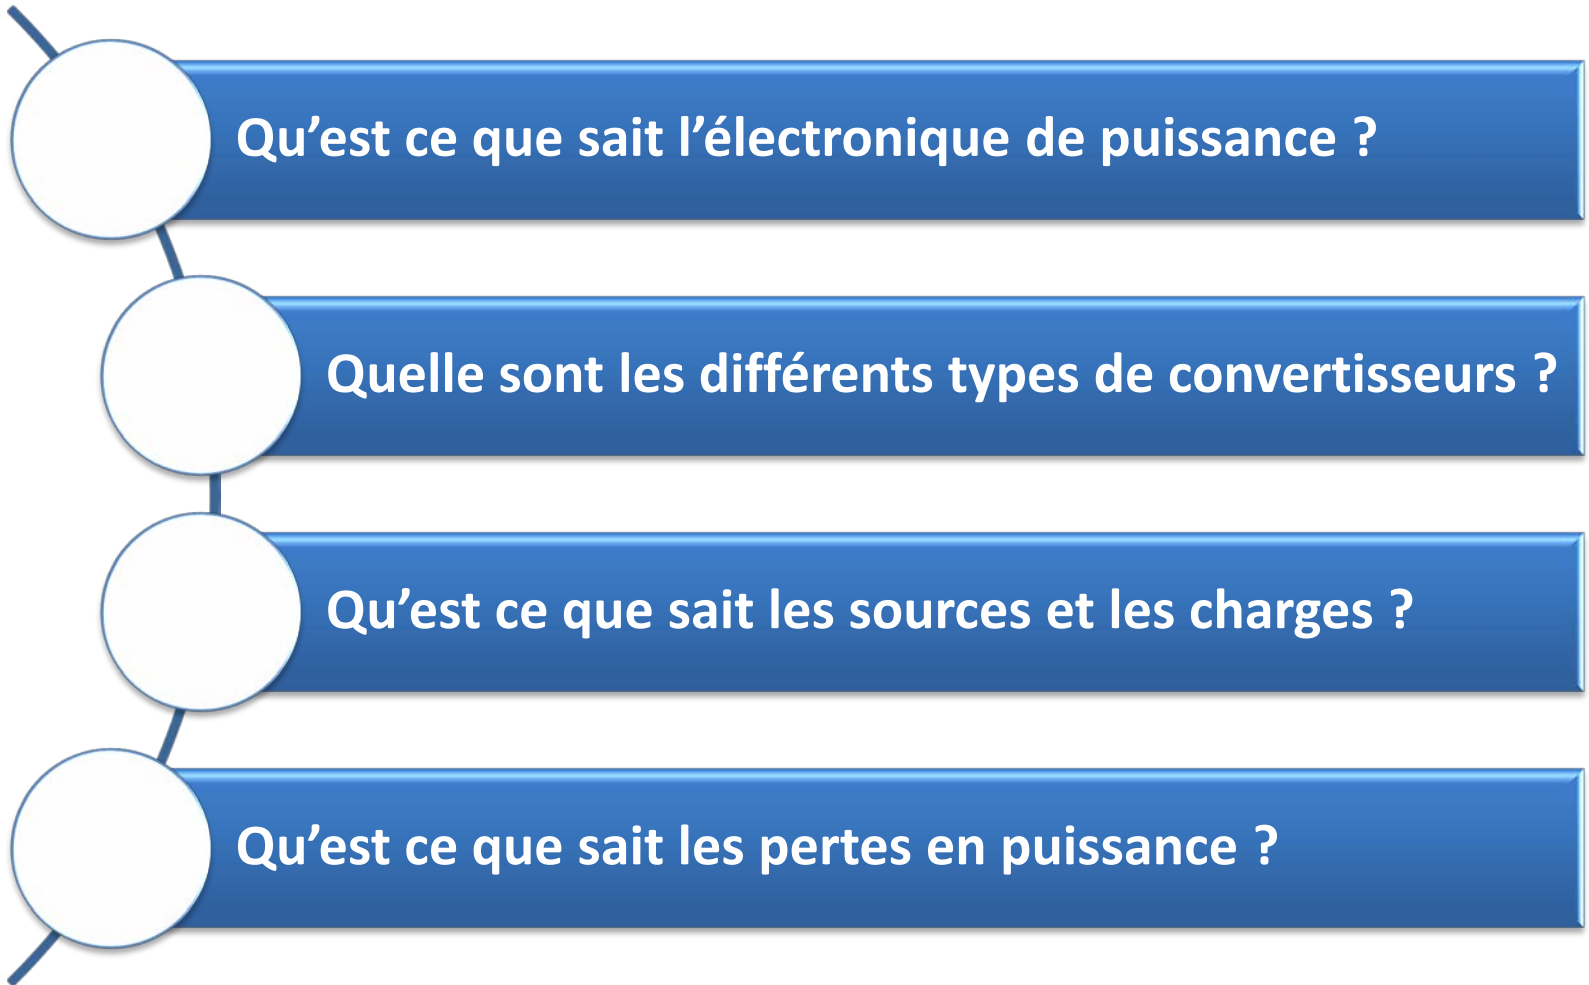 Qu’est ce que sait l’électronique de puissance ?
Quelle sont les différents types de convertisseurs ?
Qu’est ce que sait les sources et les charges ?
Qu’est ce que sait les pertes en puissance ?